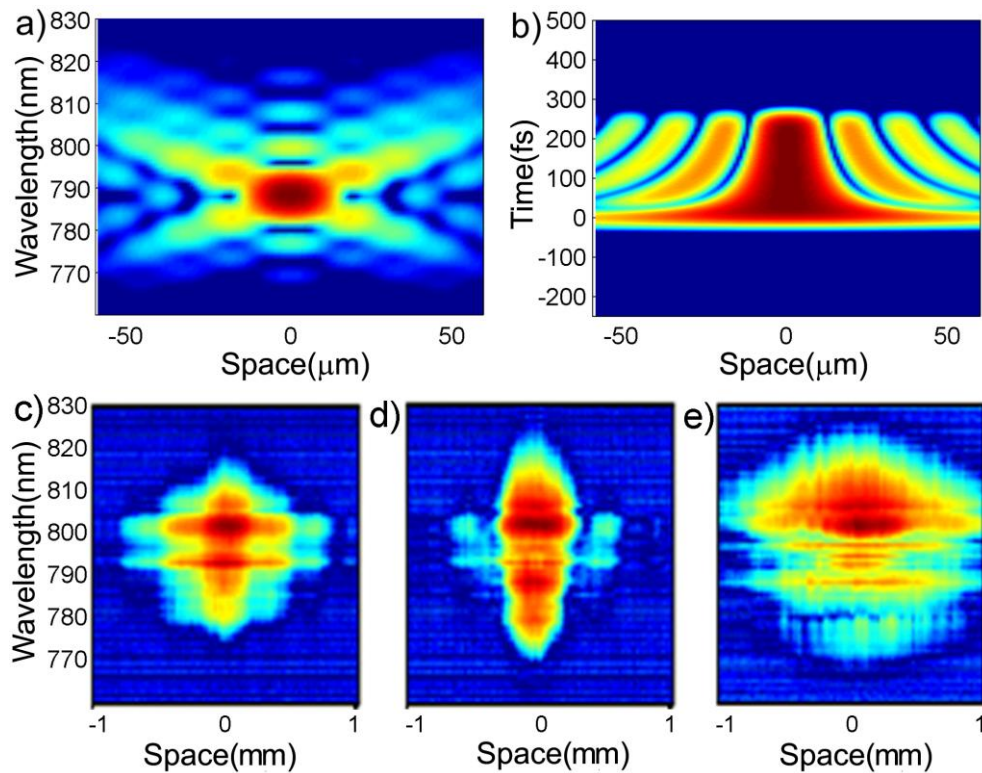 a)
Wavelength(nm)
830
820
810
800
790
780
770
-50
0
50
Space(μm)
b)
Time(fs)
500
400
300
200
100
0
-100
-200
-50
0
50
Space(μm)
c)
Wavelength(nm)
830
820
810
800
790
780
770
-1
0
1
Space(mm)
d)
-1
0
1
Space(mm)
e)
-1
0
1
Space(mm)